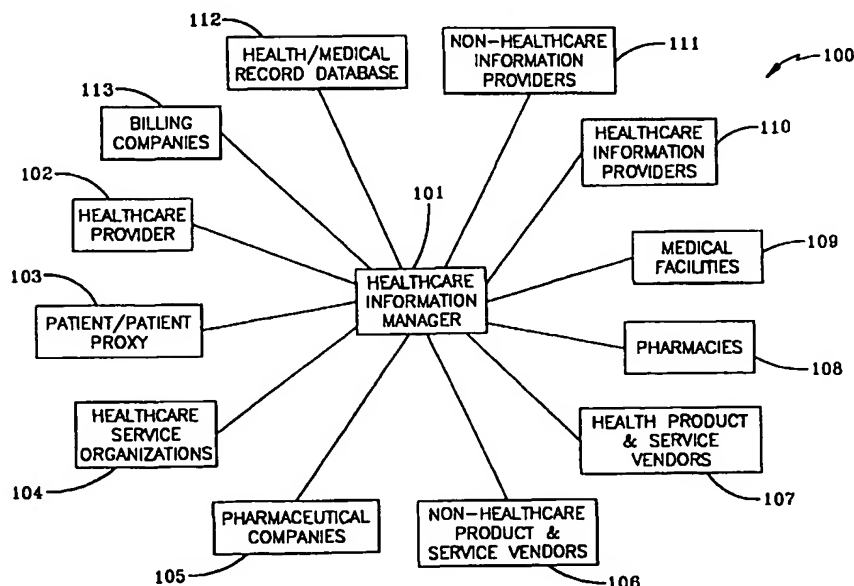 112
HEALTH/MEDICAL
RECORD DATABASE
NON-HEALTHCARE
INFORMATION
PROVIDERS
111
100
113
BILLING
COMPANIES
HEALTHCARE
INFORMATION
PROVIDERS
110
102
HEALTHCARE
PROVIDER
101
HEALTHCARE
INFORMATION
MANAGER
MEDICAL
FACILITIES
109
103
PATIENT/PATIENT
PROXY
PHARMACIES
108
HEALTHCARE
SERVICE
ORGANIZATIONS
104
HEALTH PRODUCT
& SERVICE
VENDORS
107
PHARMACEUTICAL
COMPANIES
105
NON-HEALTHCARE
PRODUCT &
SERVICE VENDORS
106